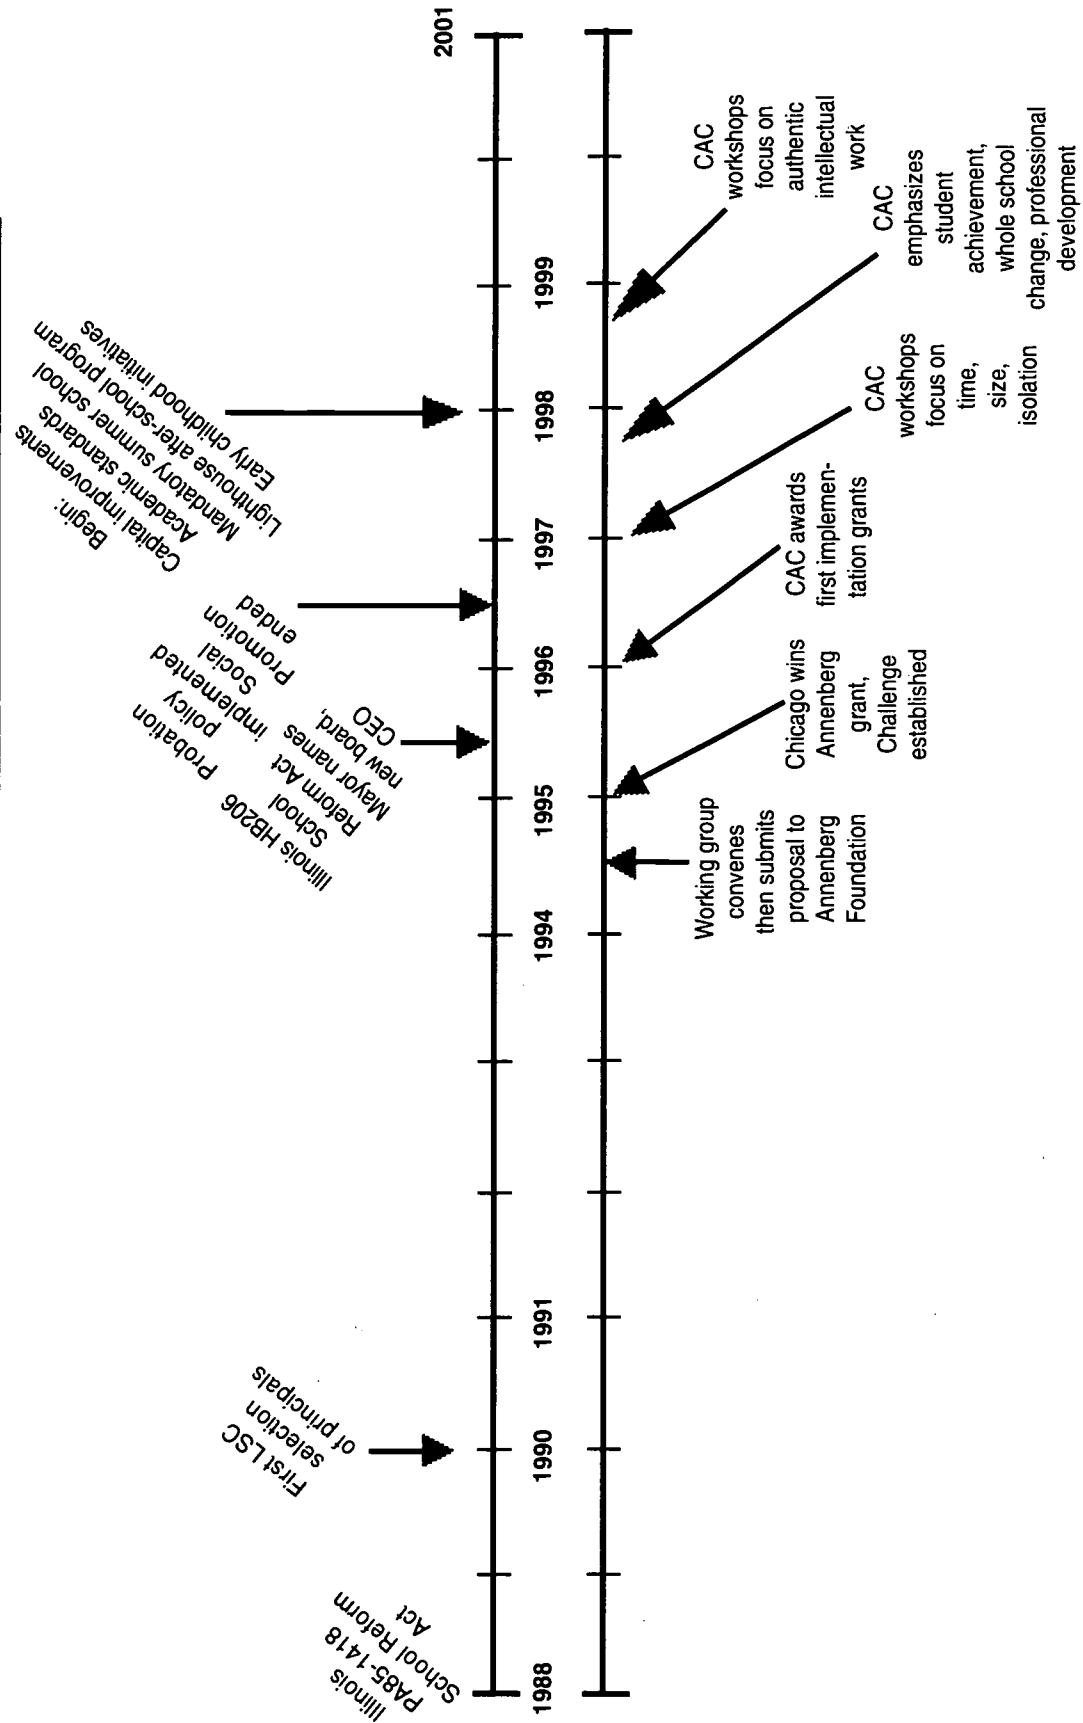 Illinois
PA85-1418
School Reform
Act
First LSC
selection
of principals
Illinois HB206
School
Reform Act
Mayor names
new board,
CEO
Probation
policy
implemented
Social
Promotion
ended
Begin:
Capital improvements
Academic standards
Mandatory summer school
Lighthouse after-school program
Early childhood initiatives
2001
1988
1990
1991
1994
1995
1996
1997
1998
1999
Working group
convenes
then submits
proposal to
Annenberg
Foundation
Chicago wins
Annenberg
grant,
Challenge
established
CAC awards
first implemen-
tation grants
CAC
workshops
focus on
time,
size,
isolation
CAC
emphasizes
student
achievement,
whole school
change, professional
development
CAC
workshops
focus on
authentic
intellectual
work